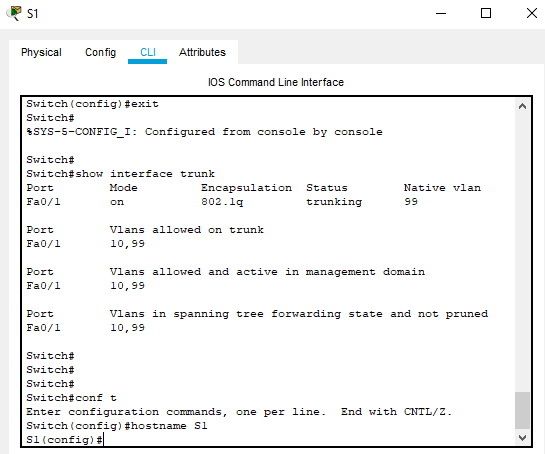 S1
Physical Config CLI Attributes
IOS Command Line Interface
Switch(config)#exit
Switch#
%SYS-5-CONFIG_I: Configured from console by console
Switch#
Switch#show interface trunk
Port Mode Encapsulation Status Native vlan
Fa0/1 on 802.1q trunking 99
Port Vlans allowed on trunk
Fa0/1 10,99
Port Vlans allowed and active in management domain
Fa0/1 10,99
Port Vlans in spanning tree forwarding state and not pruned
Fa0/1 10,99
Switch#
Switch#
Switch#
Switch#conf t
Enter configuration commands, one per line. End with CNTL/Z.
Switch(config)#hostname S1
S1(config)#